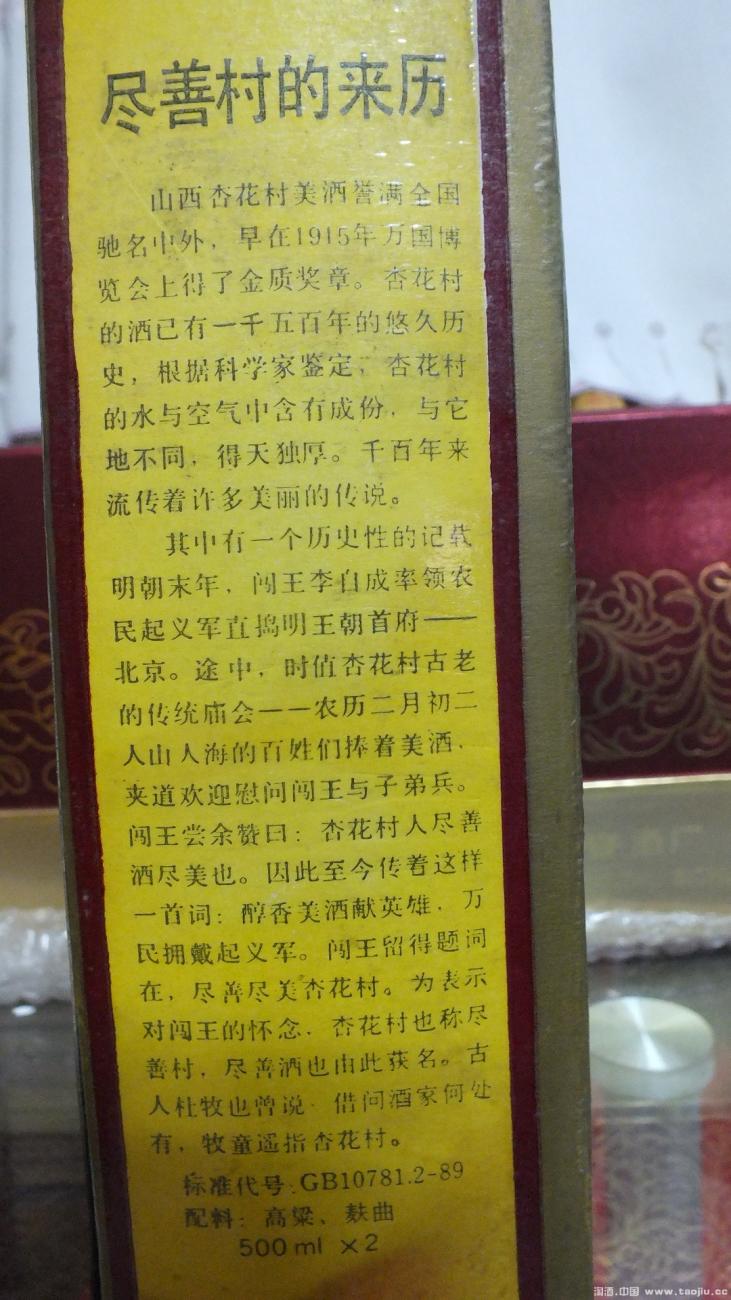 尽善村的来历
山西杏花村美酒誉满全国
驰名中外，早在1915年万国博
览会上得了金质奖章。杏花村
的酒已有一千五百年的悠久历
史，根据科学家鉴定，杏花村
的水与空气中含有成份，与它
地不同，得天独厚。千百年来
流传着许多美丽的传说。
其中有一个历史性的记载
明朝末年，闯王李自成率领农
民起义军直捣明王朝首府——
北京。途中，时值杏花村古老
的传统庙会——农历二月初二
人山人海的百姓们捧着美酒，
夹道欢迎慰问闯王与子弟兵。
闯王尝余赞曰：杏花村人尽善
酒尽美也。因此至今传着这样
一首词：醇香美酒献英雄，万
民拥戴起义军。闯王留得题词
在，尽善尽美杏花村。为表示
对闯王的怀念，杏花村也称尽
善村，尽善酒也由此获名。古
人杜牧也曾说：借问酒家何处
有，牧童遥指杏花村。
标准代号：GB10781.2-89
配料：高粱、麸曲
500ml ×2
淘酒.中国 www.taojiu.cc